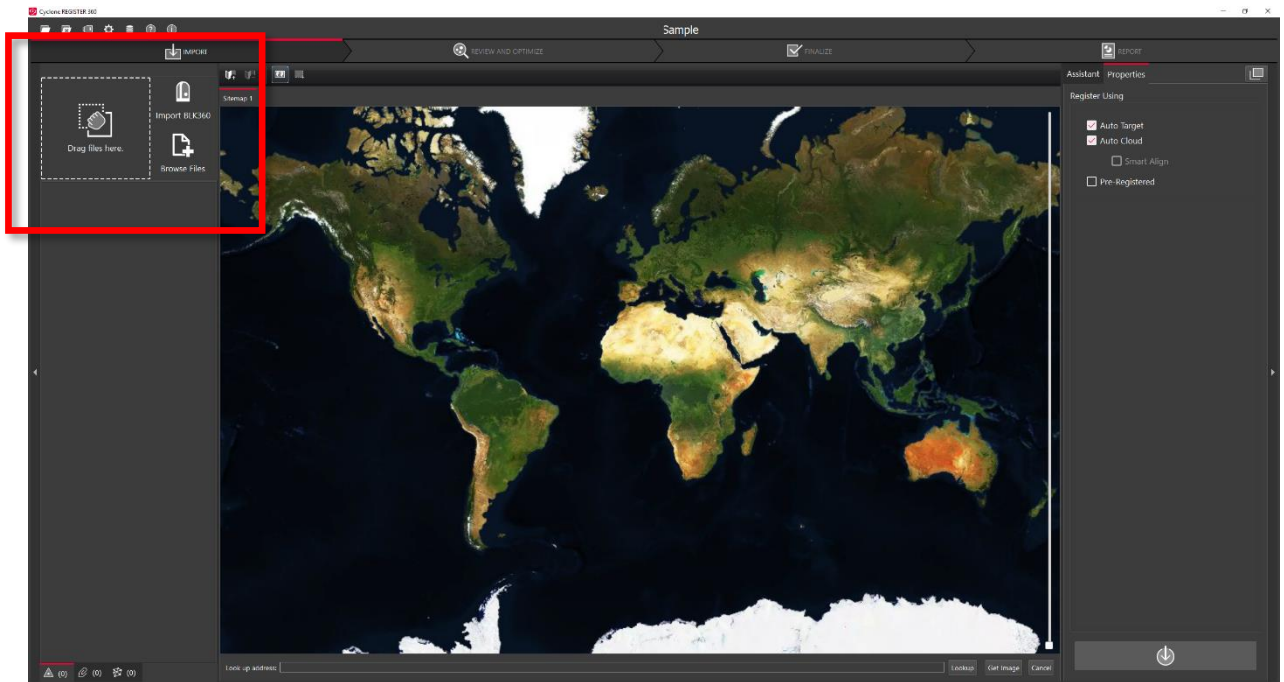 Cyclone REGISTER 360
Sample
IMPORT
REVIEW AND OPTIMIZE
FINALIZE
REPORT
Drag files here.
Import BLK360
Browse Files
Sitemap 1
Assistant Properties
Register Using
Auto Target
Auto Cloud
Smart Align
Pre-Registered
Look up address:
Lookup Get Image Cancel
(0) (0) (0)